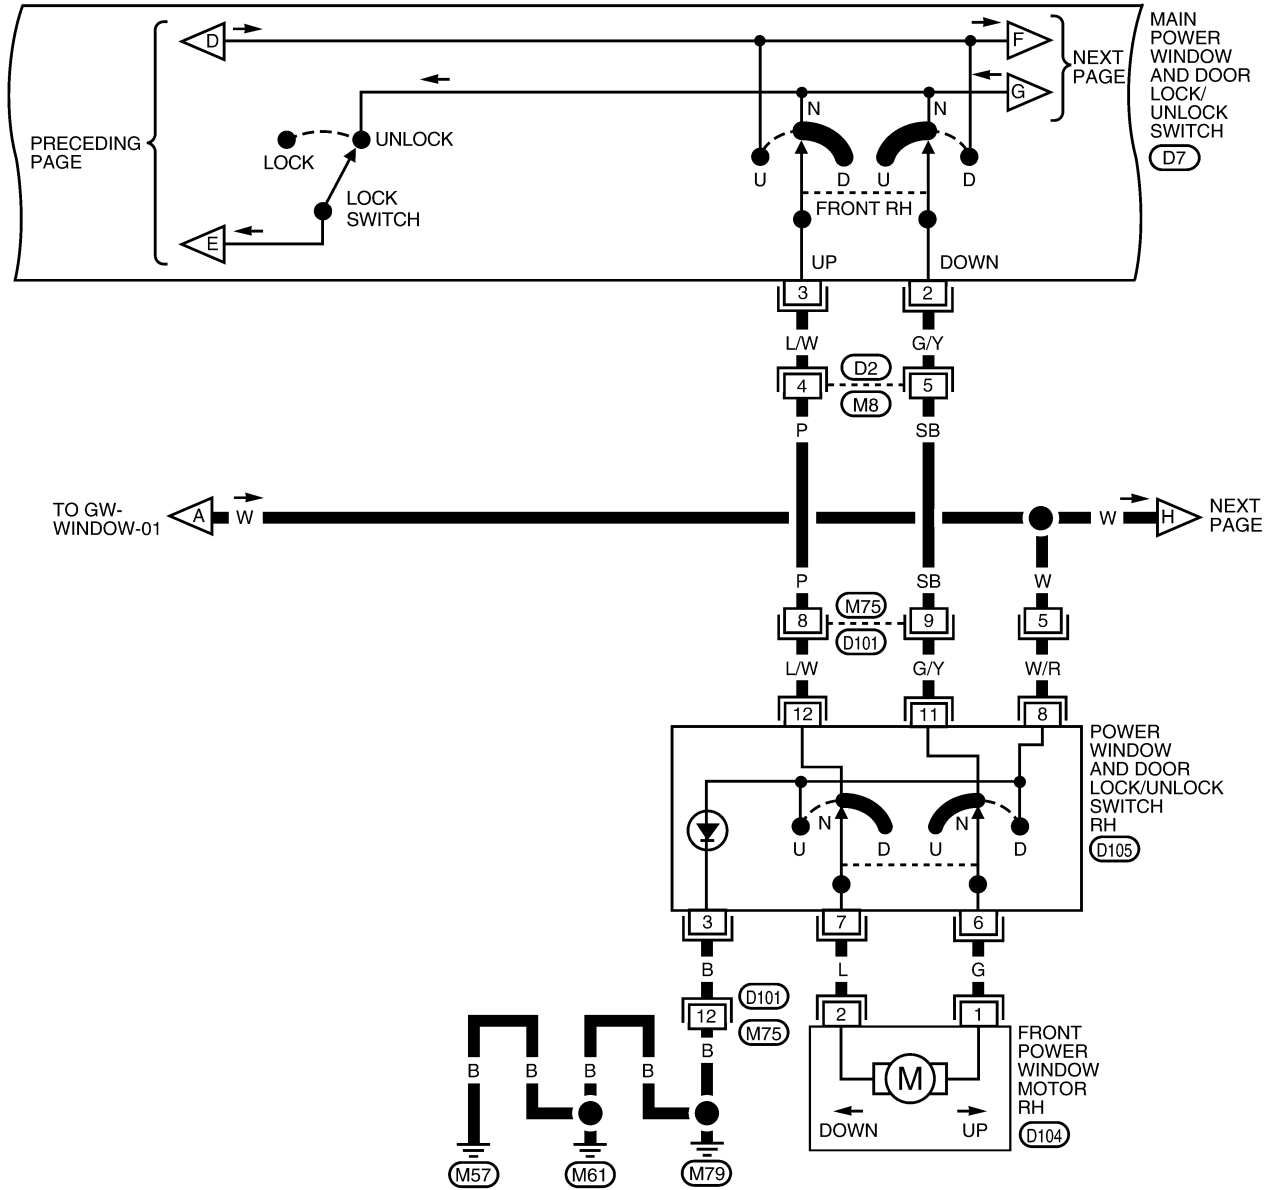 D
F
G
NEXT
PAGE
MAIN
POWER
WINDOW
AND DOOR
LOCK/
UNLOCK
SWITCH
D7
PRECEDING
PAGE
LOCK
UNLOCK
LOCK
SWITCH
E
N
N
U
D
U
D
FRONT RH
UP
DOWN
3
2
L/W
G/Y
D2
4
5
M8
P
SB
TO GW-
WINDOW-01
A
W
W
H
NEXT
PAGE
P
SB
W
M75
8
9
5
D101
L/W
G/Y
W/R
12
11
8
POWER
WINDOW
AND DOOR
LOCK/UNLOCK
SWITCH
RH
D105
N
N
U
D
U
D
3
7
6
B
L
G
D101
12
2
1
M75
B
B
B
B
B
FRONT
POWER
WINDOW
MOTOR
RH
D104
M
DOWN
UP
M57
M61
M79